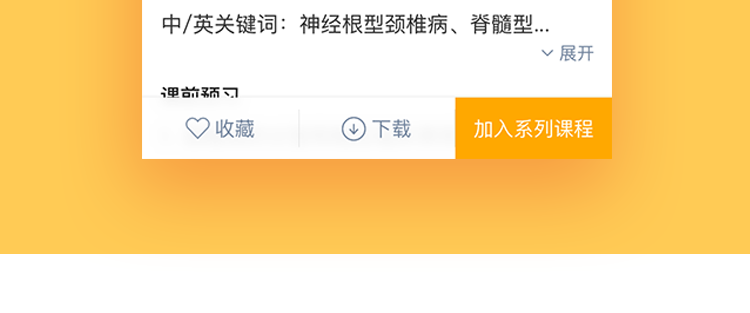 中/英关键词：神经根型颈椎病、脊髓型...
展开
课前预习
收藏
下载
加入系列课程